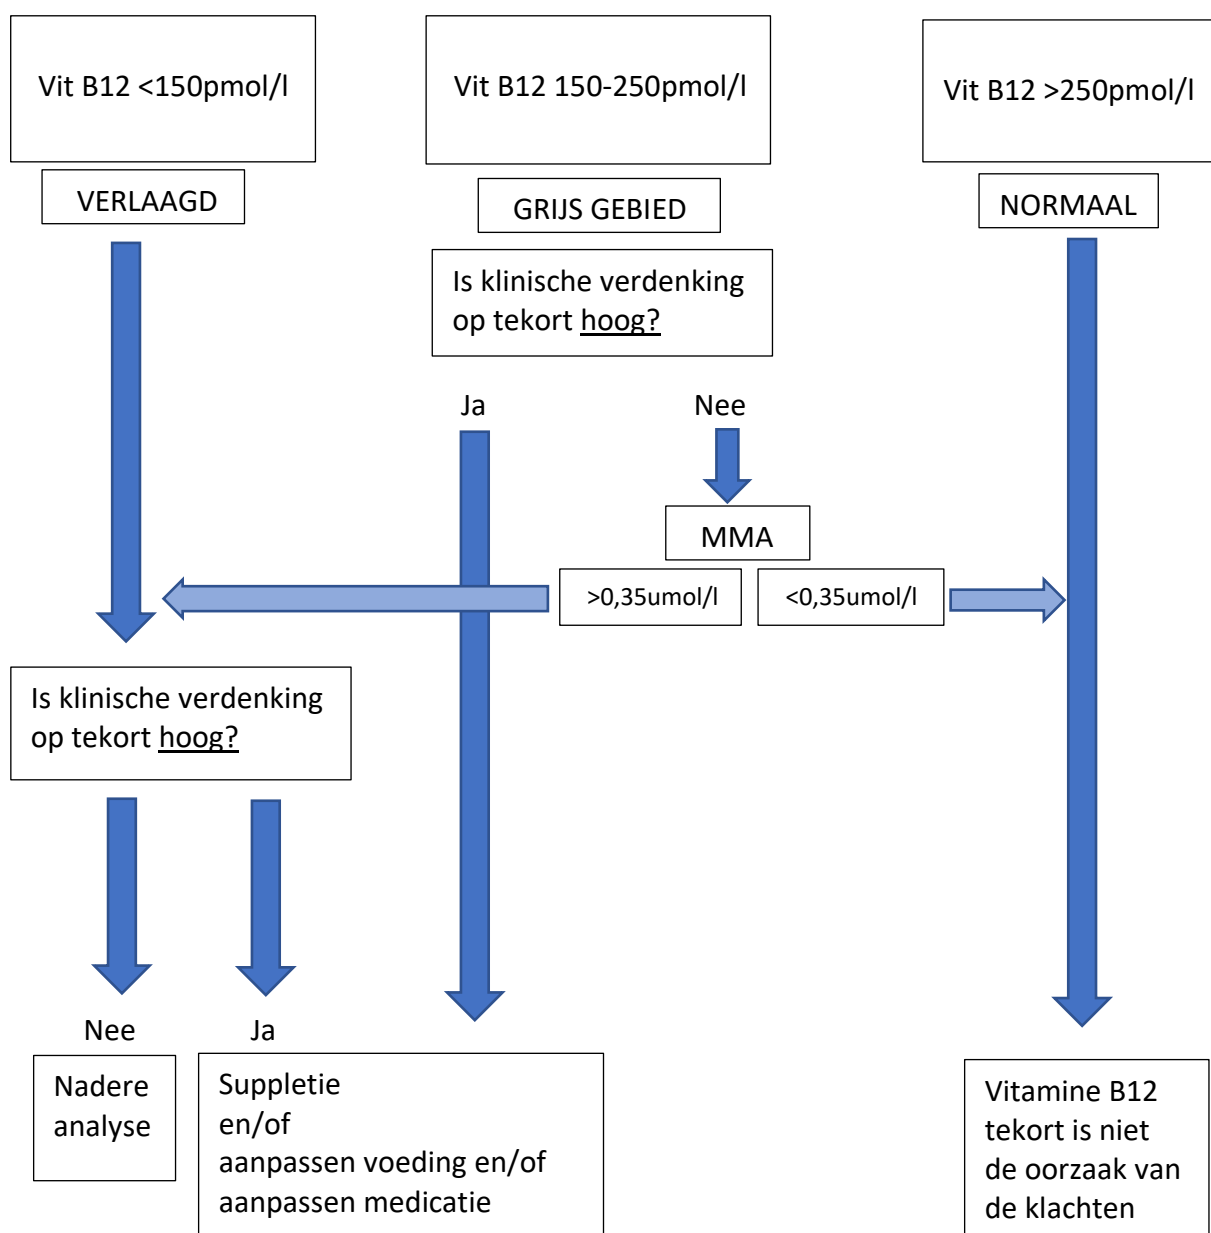 Vit B12 <150pmol/l
Vit B12 150-250pmol/l
Vit B12 >250pmol/l
VERLAAGD
GRIJS GEBIED
NORMAAL
Is klinische verdenking
op tekort hoog?
Ja
Nee
MMA
>0,35umol/l
<0,35umol/l
Is klinische verdenking
op tekort hoog?
Nee
Ja
Nadere
analyse
Suppletie
en/of
aanpassen voeding en/of
aanpassen medicatie
Vitamine B12
tekort is niet
de oorzaak van
de klachten